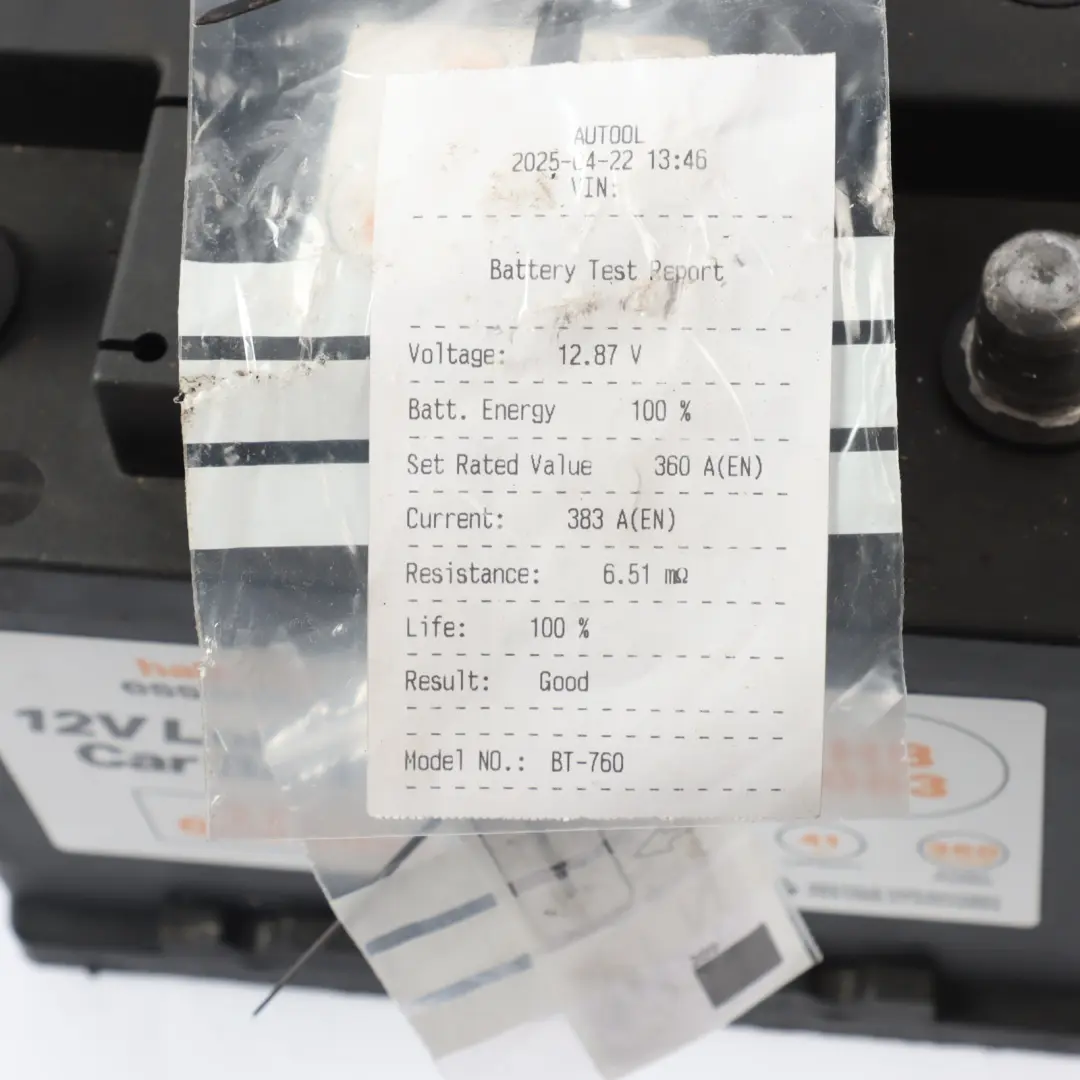 AUTOOL
2025-04-22 13:46
VIN:
Battery Test Report
Voltage: 12.87 V
Batt. Energy 100 %
Set Rated Value 360 A(EN)
Current: 383 A(EN)
Resistance: 6.51 mΩ
Life: 100 %
Result: Good
Model NO.: BT-760
12V
Car
41
360